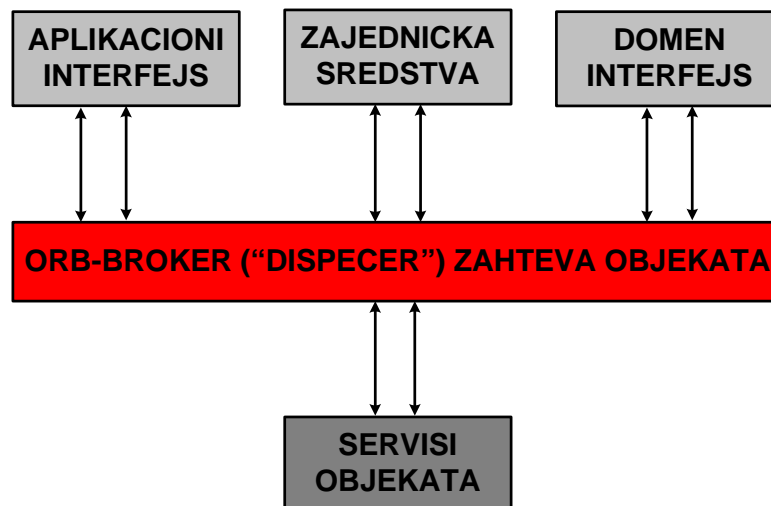 APLIKACIONI
INTERFEJS
ZAJEDNICKA
SREDSTVA
DOMEN
INTERFEJS
ORB-BROKER (“DISPECER”) ZAHTEVA OBJEKATA
SERVISI
OBJEKATA